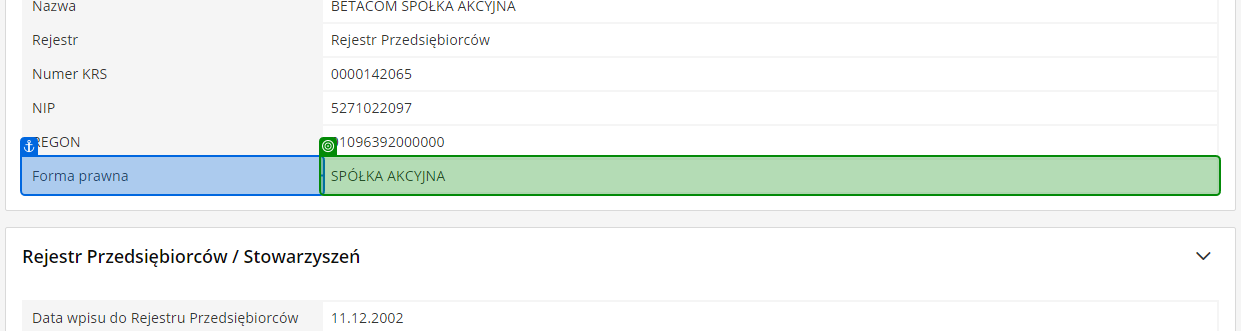 Nazwa BETACOM SPÓŁKA AKCYJNA
Rejestr Rejestr Przedsiębiorców
Numer KRS 0000142065
NIP 5271022097
REGON 01096392000000
Forma prawna SPÓŁKA AKCYJNA
Rejestr Przedsiębiorców / Stowarzyszeń
Data wpisu do Rejestru Przedsiębiorców 11.12.2002